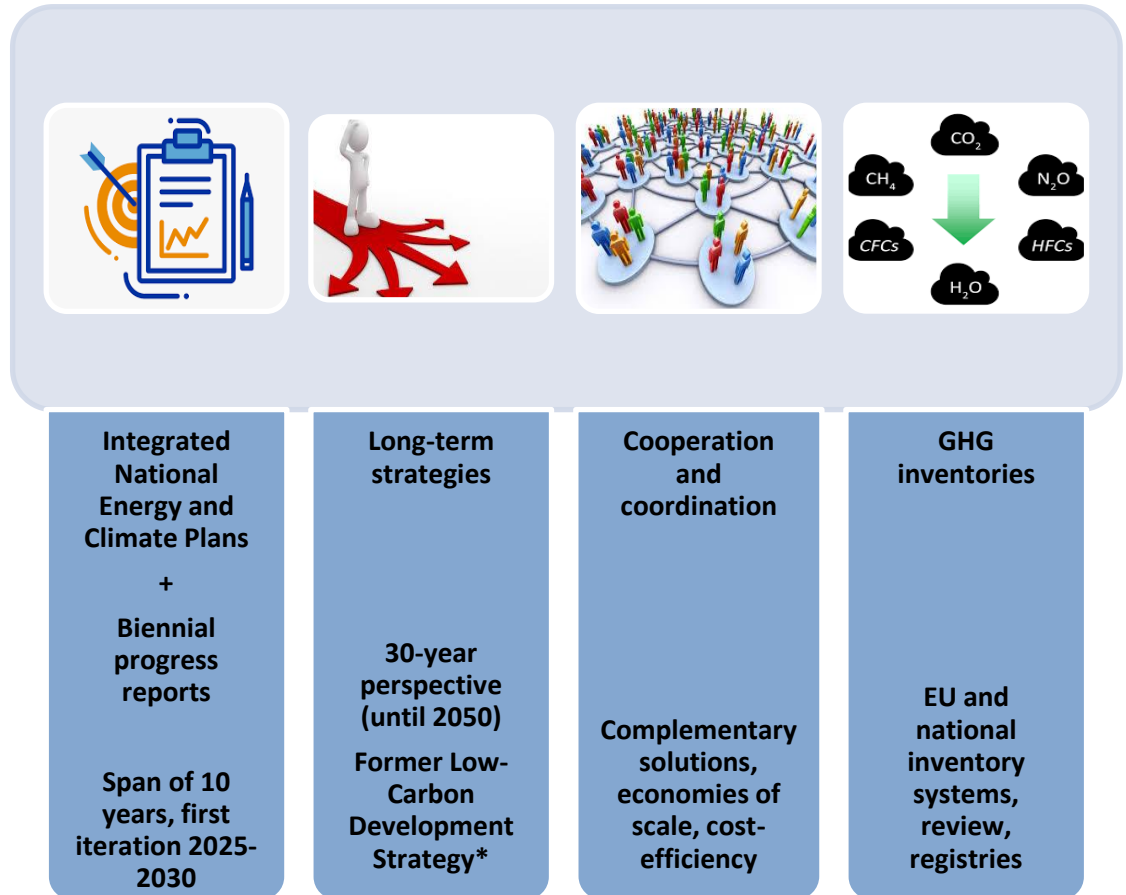 CO₂
CH₄
N₂O
CFCs
HFCs
H₂O
Integrated
National
Energy and
Climate Plans
+
Biennial
progress
reports
Span of 10
years, first
iteration 2025-
2030
Long-term
strategies
30-year
perspective
(until 2050)
Former Low-
Carbon
Development
Strategy*
Cooperation
and
coordination
Complementary
solutions,
economies of
scale, cost-
efficiency
GHG
inventories
EU and
national
inventory
systems,
review,
registries